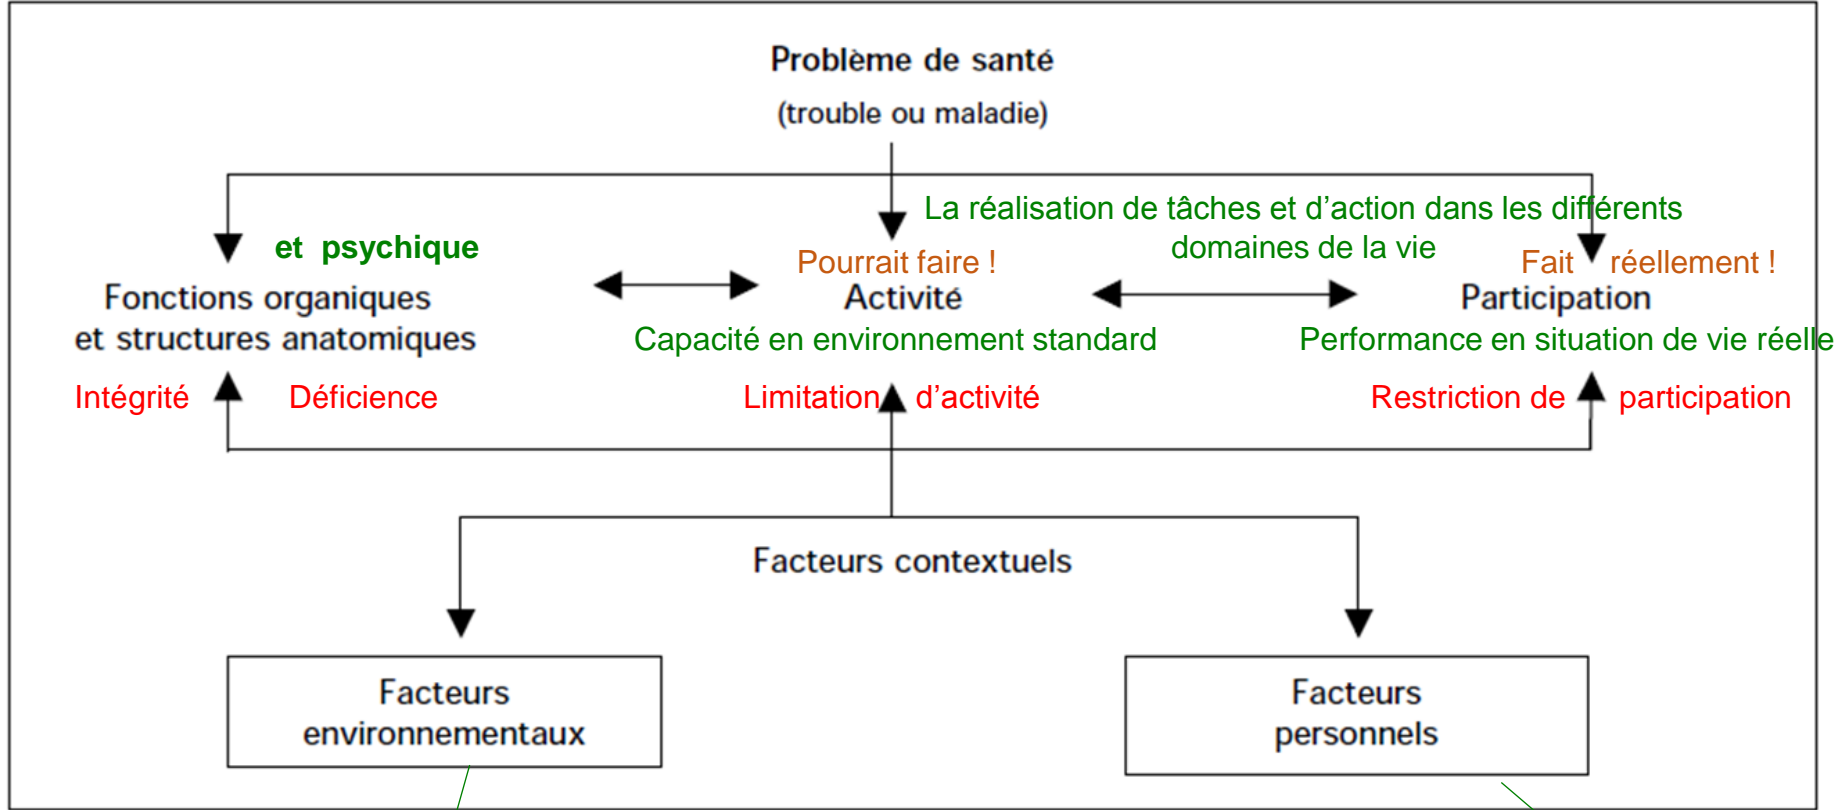 Problème de santé
(trouble ou maladie)
La réalisation de tâches et d’action dans les différents
domaines de la vie
et psychique
Pourrait faire !
Fait réellement !
Fonctions organiques
et structures anatomiques
Activité
Participation
Capacité en environnement standard
Performance en situation de vie réelle
Intégrité Déficience
Limitation d’activité
Restriction de participation
Facteurs contextuels
Facteurs
environnementaux
Facteurs
personnels